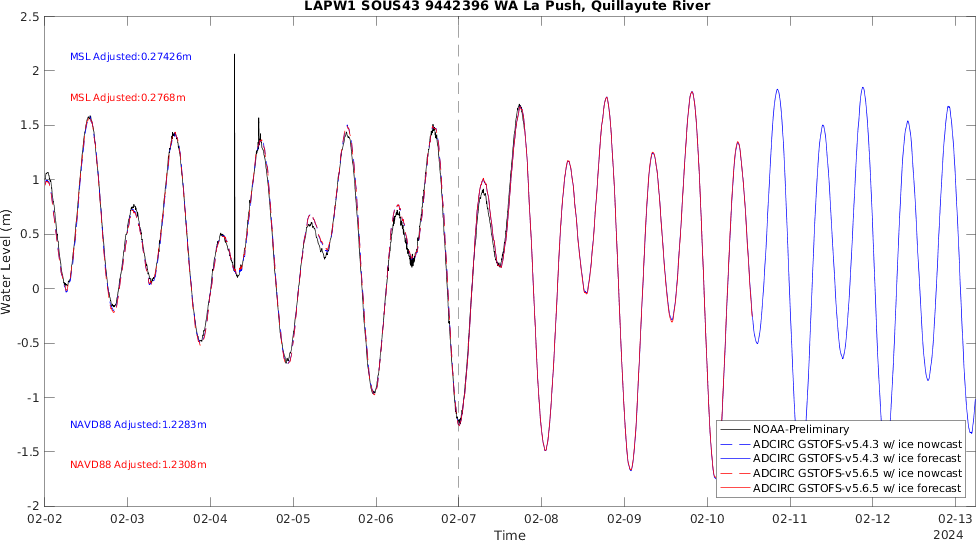 LAPW1 SOUS43 9442396 WA La Push, Quillayute River
2.5
2
1.5
1
0.5
0
-0.5
-1
-1.5
-2
Water Level (m)
MSL Adjusted:0.27426m
MSL Adjusted:0.2768m
NAVD88 Adjusted:1.2283m
NAVD88 Adjusted:1.2308m
NOAA-Preliminary
ADCIRC GSTOFS-v5.4.3 w/ ice nowcast
ADCIRC GSTOFS-v5.4.3 w/ ice forecast
ADCIRC GSTOFS-v5.6.5 w/ ice nowcast
ADCIRC GSTOFS-v5.6.5 w/ ice forecast
02-02 02-03 02-04 02-05 02-06 02-07 02-08 02-09 02-10 02-11 02-12 02-13
Time
2024